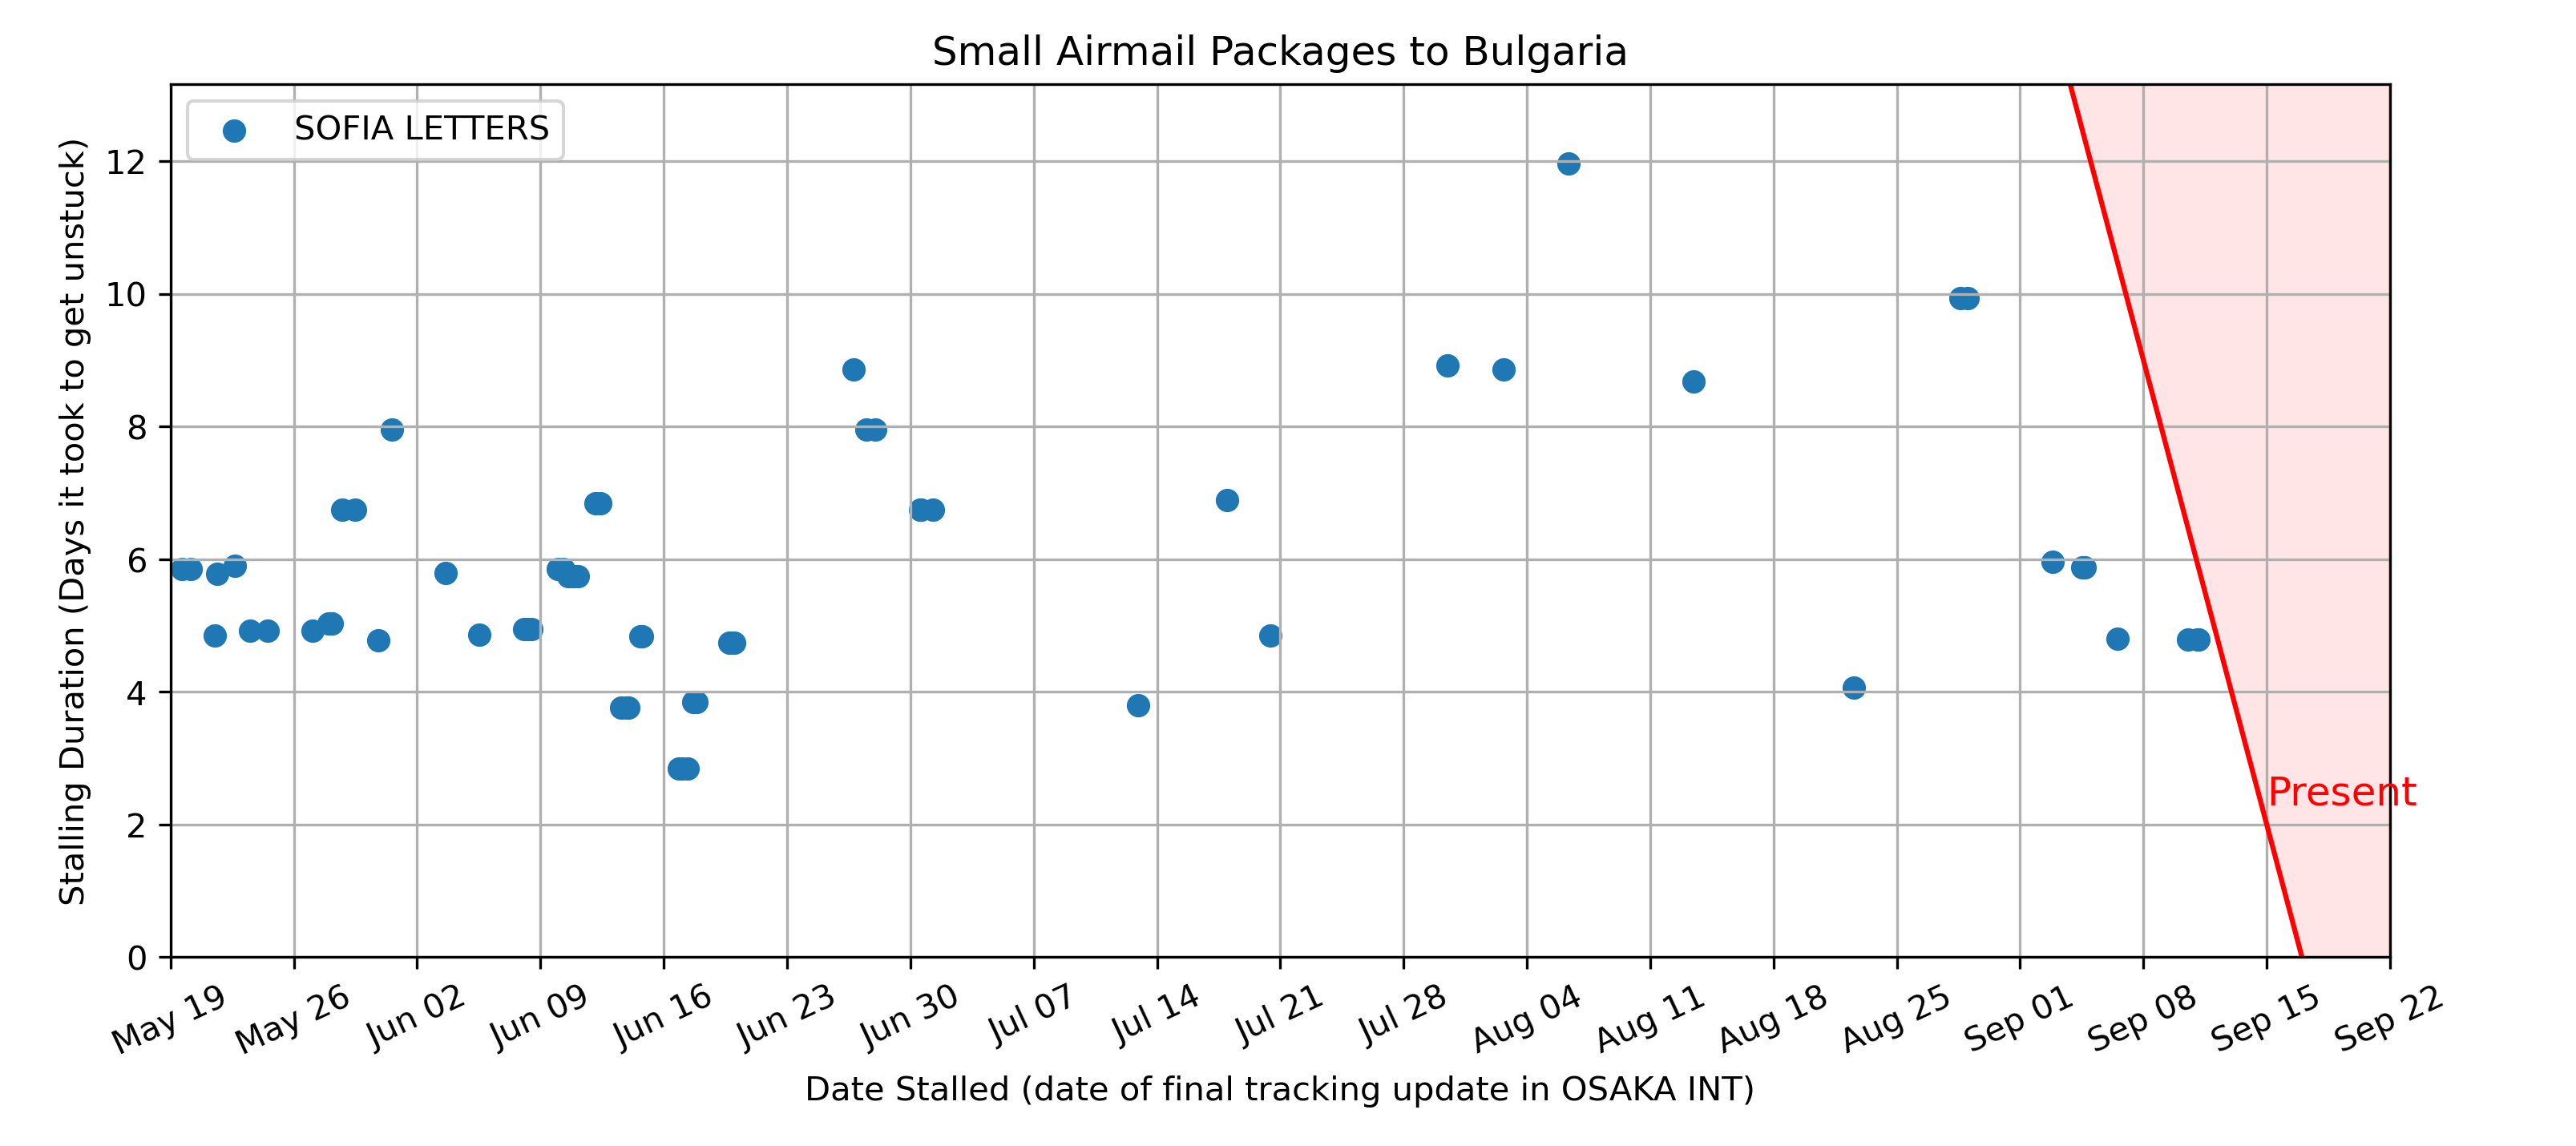 Small Airmail Packages to Bulgaria
SOFIA LETTERS
Stalling Duration (Days it took to get unstuck)
12
10
8
6
4
2
0
Present
May 19
May 26
Jun 02
Jun 09
Jun 16
Jun 23
Jun 30
Jul 07
Jul 14
Jul 21
Jul 28
Aug 04
Aug 11
Aug 18
Aug 25
Sep 01
Sep 08
Sep 15
Sep 22
Date Stalled (date of final tracking update in OSAKA INT)